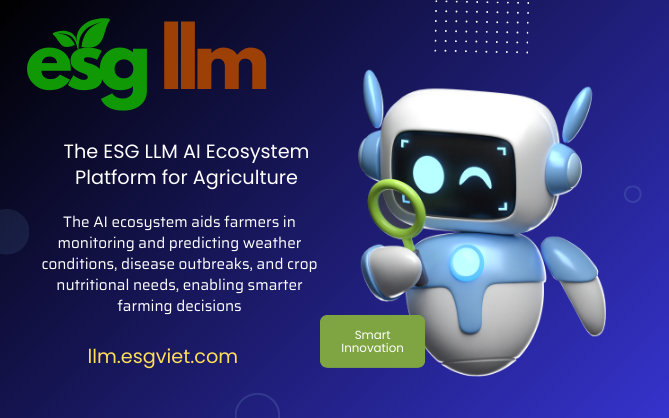 esg llm
The ESG LLM AI Ecosystem
Platform for Agriculture
The AI ecosystem aids farmers in
monitoring and predicting weather
conditions, disease outbreaks, and crop
nutritional needs, enabling smarter
farming decisions
llm.esgviet.com
Smart
Innovation